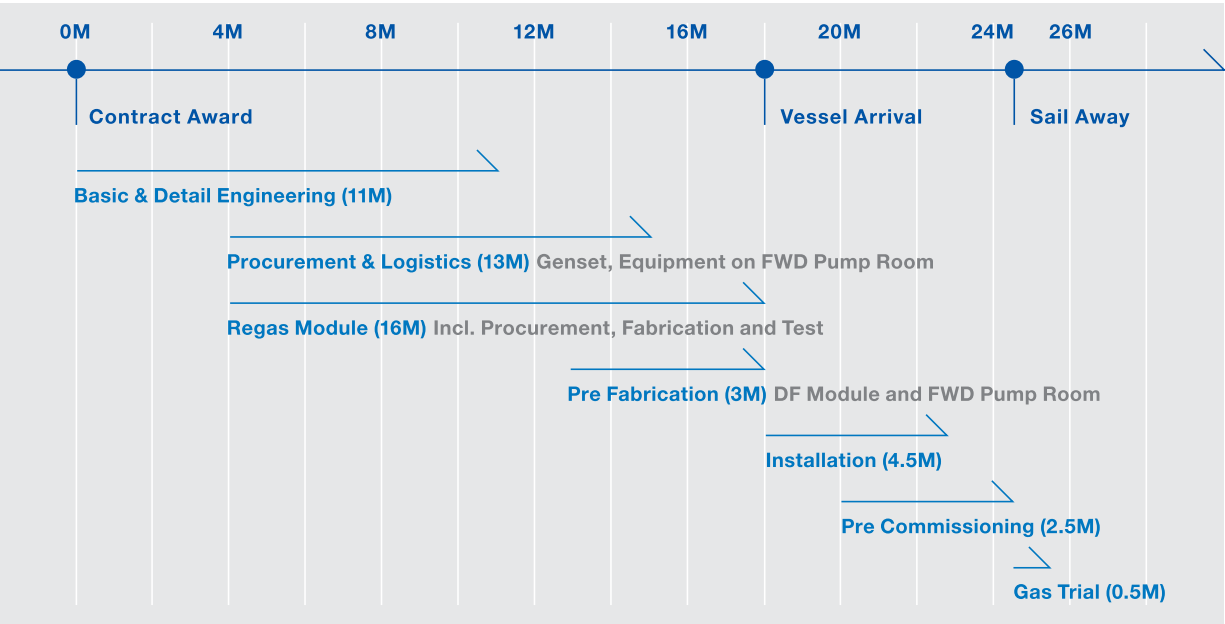 0M 4M 8M 12M 16M 20M 24M 26M
Contract Award Vessel Arrival Sail Away
Basic & Detail Engineering (11M)
Procurement & Logistics (13M) Genset, Equipment on FWD Pump Room
Regas Module (16M) Incl. Procurement, Fabrication and Test
Pre Fabrication (3M) DF Module and FWD Pump Room
Installation (4.5M)
Pre Commissioning (2.5M)
Gas Trial (0.5M)